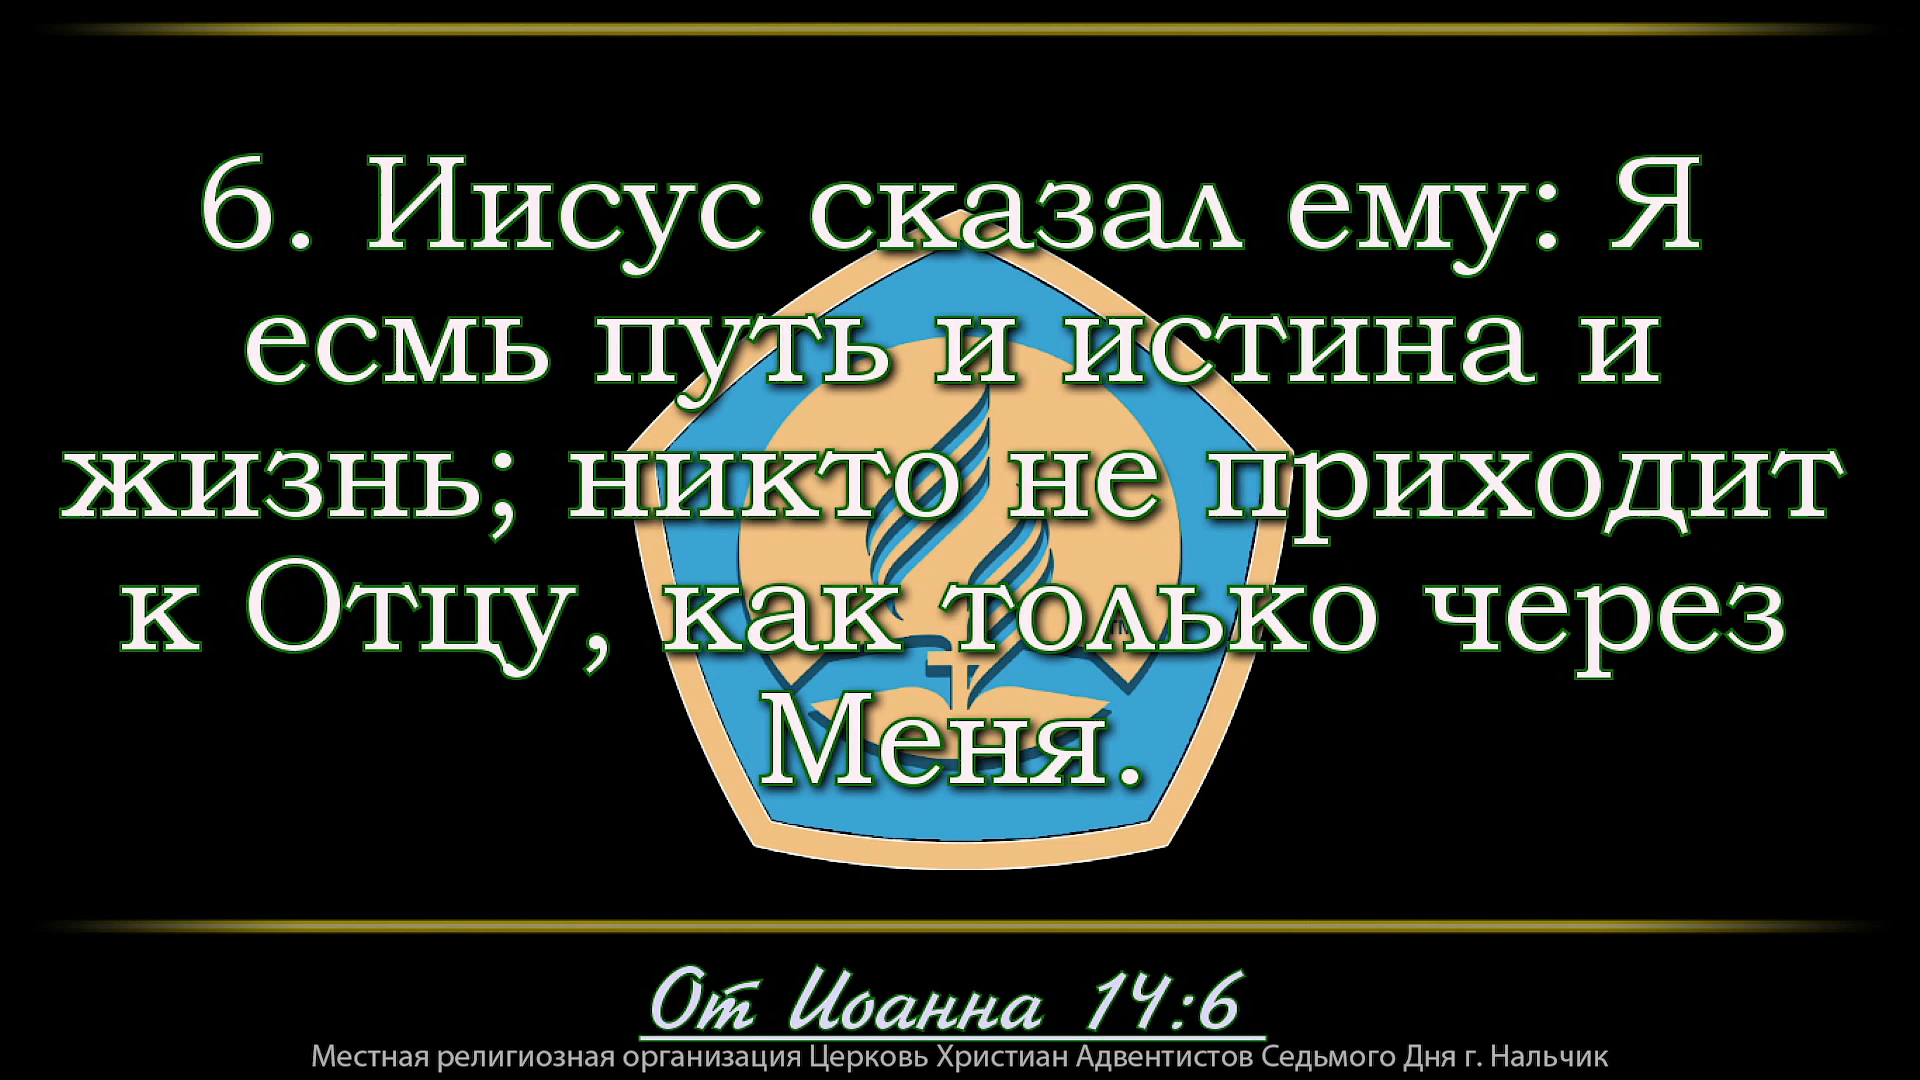 6. Иисус сказал ему: Я
есмь путь и истина и
жизнь; никто не приходит
к Отцу, как только через
Меня.
TM
От Иоанна 14:6
Местная религиозная организация Церковь Христиан Адвентистов Седьмого Дня г. Нальчик